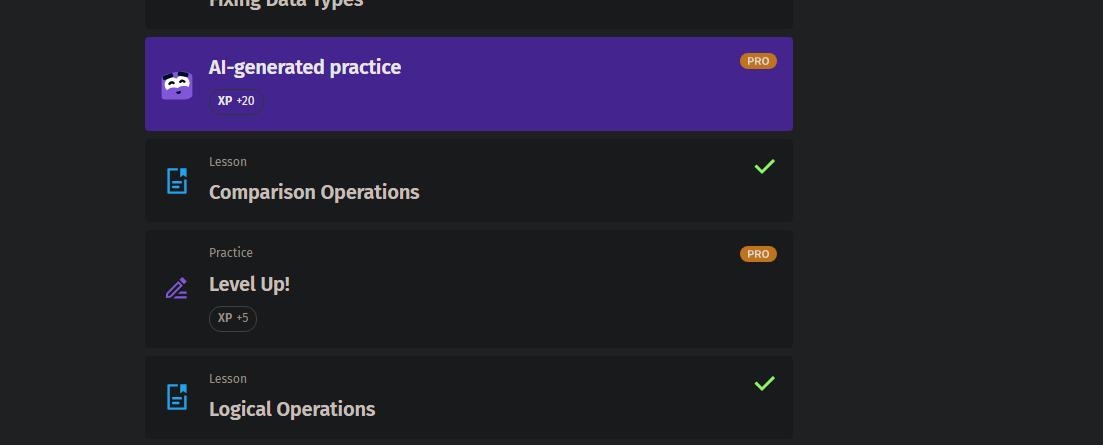 Fixing Data Types
AI-generated practice
PRO
XP +20
Lesson
Comparison Operations
Practice
PRO
Level Up!
XP +5
Lesson
Logical Operations